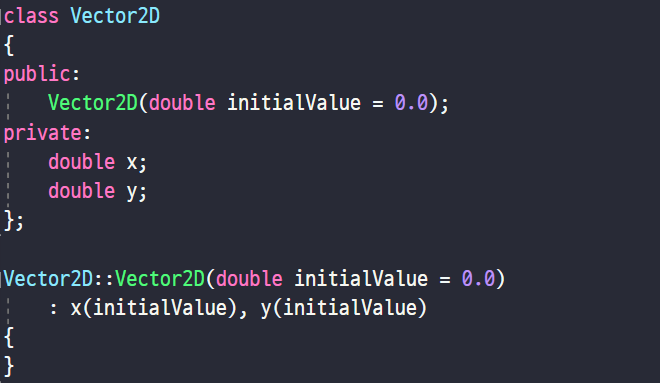 class Vector2D
{
public:
    Vector2D(double initialValue = 0.0);
private:
    double x;
    double y;
};

Vector2D::Vector2D(double initialValue = 0.0)
    : x(initialValue), y(initialValue)
{
}